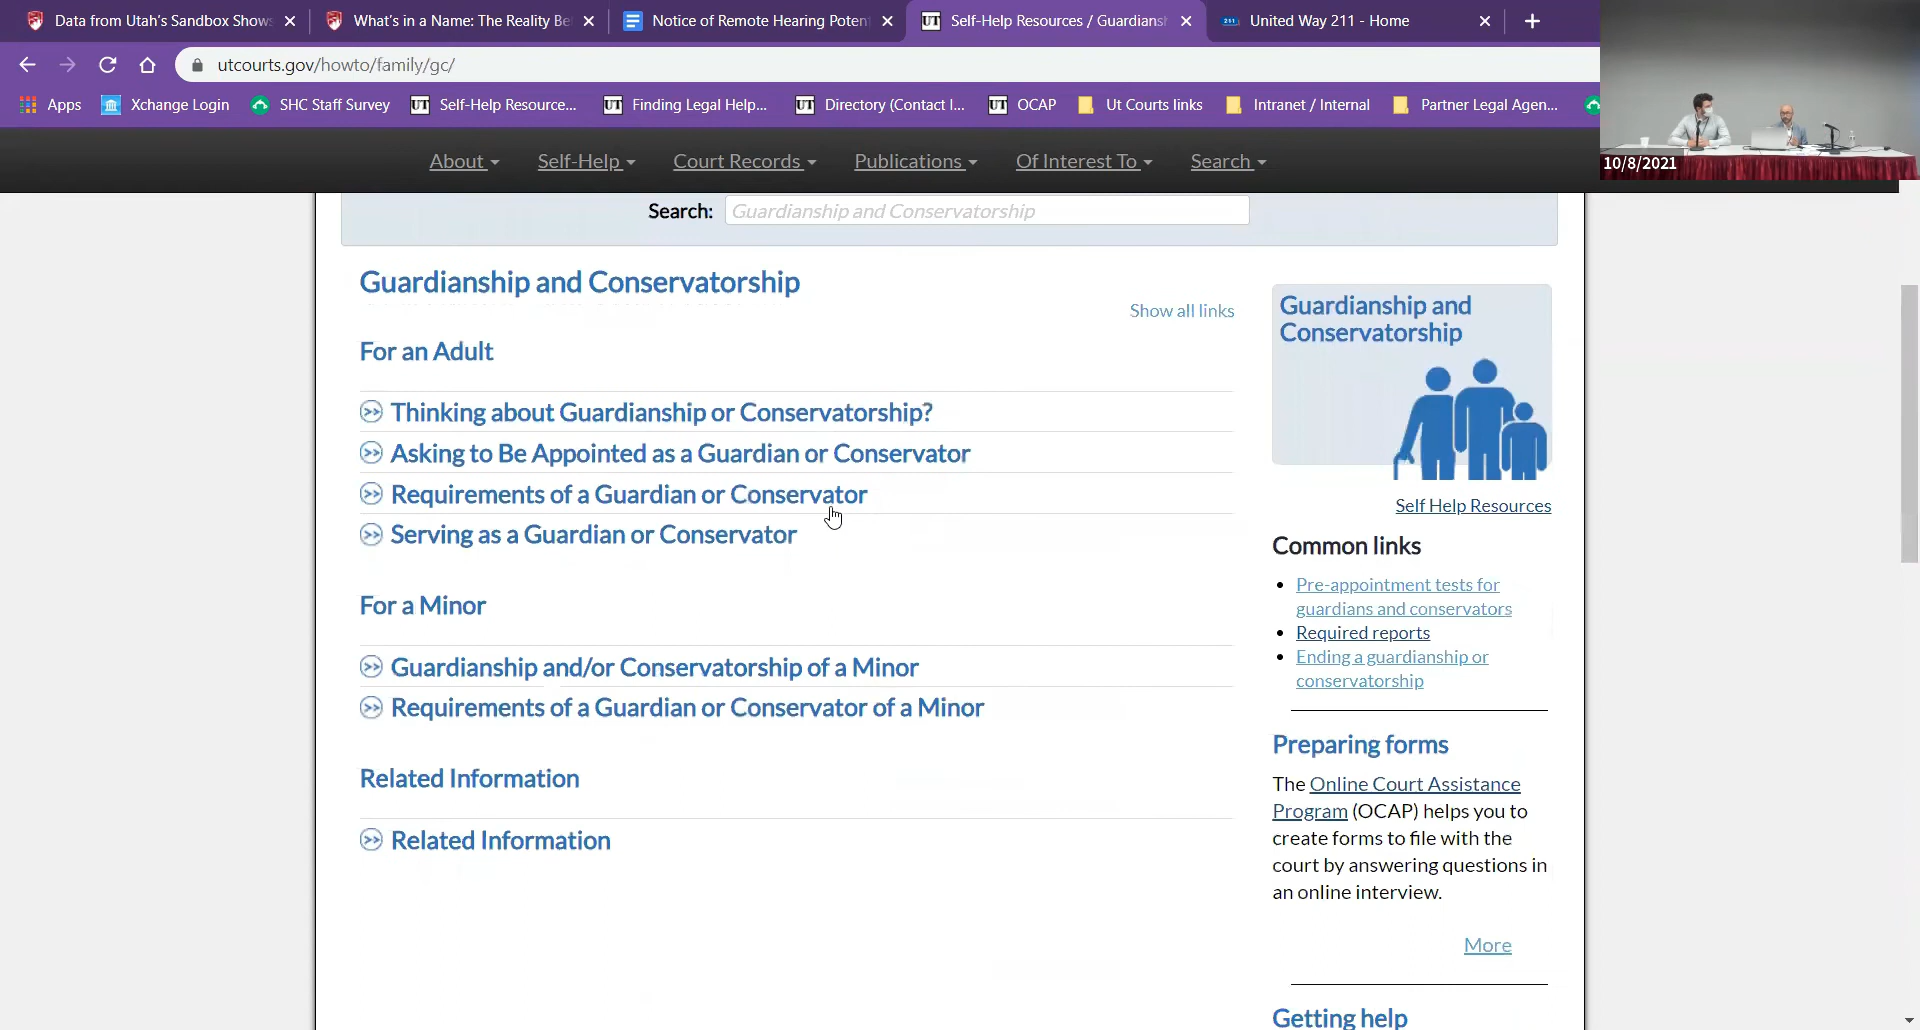 Data from Utah's Sandbox Show
What's in a Name: The Reality Be
Notice of Remote Hearing Poten
Self-Help Resources / Guardians
211 United Way 211 - Home
utcourts.gov/howto/family/gc/
Apps
Xchange Login
SHC Staff Survey
UT Self-Help Resource...
UT Finding Legal Help...
UT Directory (Contact I...
UT OCAP
Ut Courts links
Intranet / Internal
Partner Legal Agen...
10/8/2021
About
Self-Help
Court Records
Publications
Of Interest To
Search
Search: Guardianship and Conservatorship
Guardianship and Conservatorship
Show all links
For an Adult
Thinking about Guardianship or Conservatorship?
Asking to Be Appointed as a Guardian or Conservator
Requirements of a Guardian or Conservator
Serving as a Guardian or Conservator
For a Minor
Guardianship and/or Conservatorship of a Minor
Requirements of a Guardian or Conservator of a Minor
Related Information
Related Information
Guardianship and
Conservatorship
Self Help Resources
Common links
Pre-appointment tests for
guardians and conservators
Required reports
Ending a guardianship or
conservatorship
Preparing forms
The Online Court Assistance
Program (OCAP) helps you to
create forms to file with the
court by answering questions in
an online interview.
More
Getting help